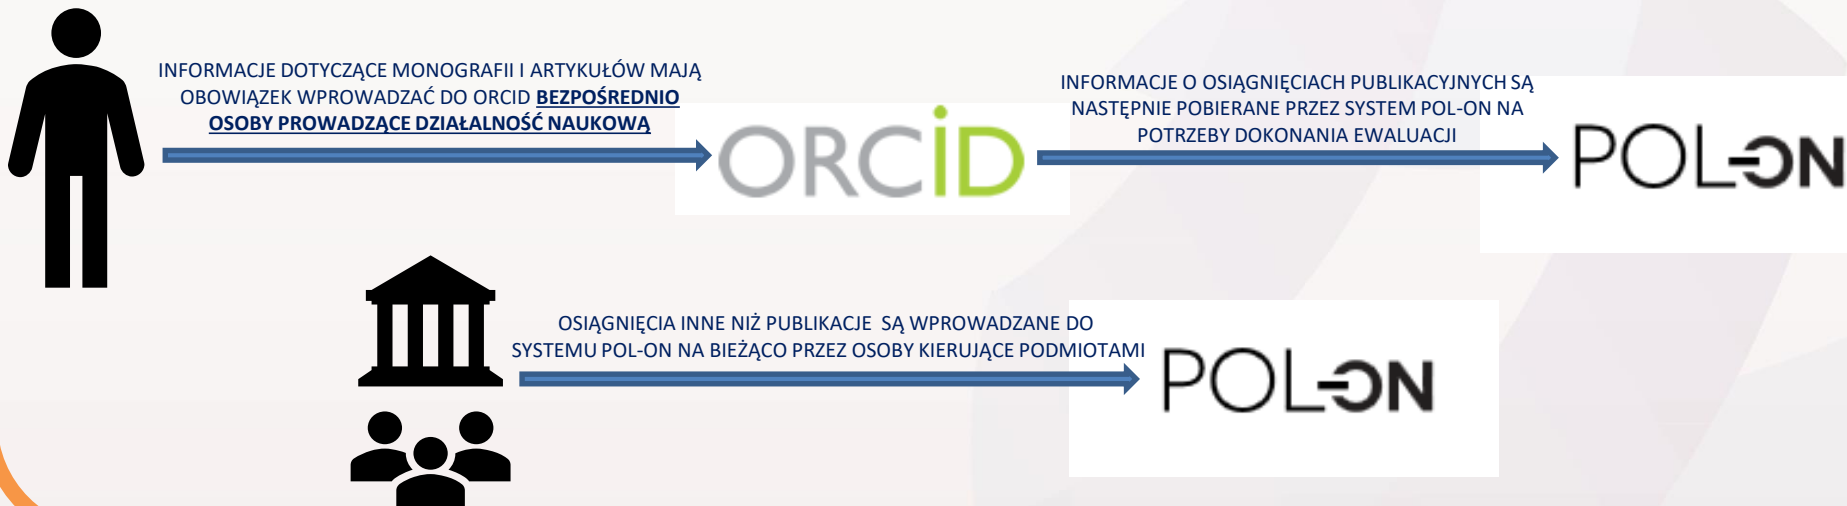 INFORMACJE DOTYCZĄCE MONOGRAFII I ARTYKUŁÓW MAJĄ
OBOWIĄZEK WPROWADZAĆ DO ORCID BEZPOŚREDNIO
OSOBY PROWADZĄCE DZIAŁALNOŚĆ NAUKOWĄ
ORCID
INFORMACJE O OSIĄGNIĘCIACH PUBLIKACYJNYCH SĄ
NASTĘPNIE POBIERANE PRZEZ SYSTEM POL-ON NA
POTRZEBY DOKONANIA EWALUACJI
POL-ON
OSIĄGNIĘCIA INNE NIŻ PUBLIKACJE SĄ WPROWADZANE DO
SYSTEMU POL-ON NA BIEŻĄCO PRZEZ OSOBY KIERUJĄCE PODMIOTAMI
POL-ON